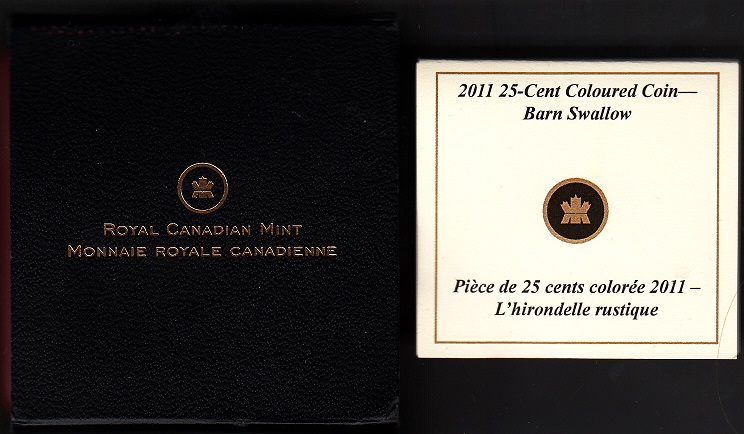 ROYAL CANADIAN MINT
MONNAIE ROYALE CANADIENNE
2011 25-Cent Coloured Coin—
Barn Swallow
Pièce de 25 cents colorée 2011 –
L'hirondelle rustique